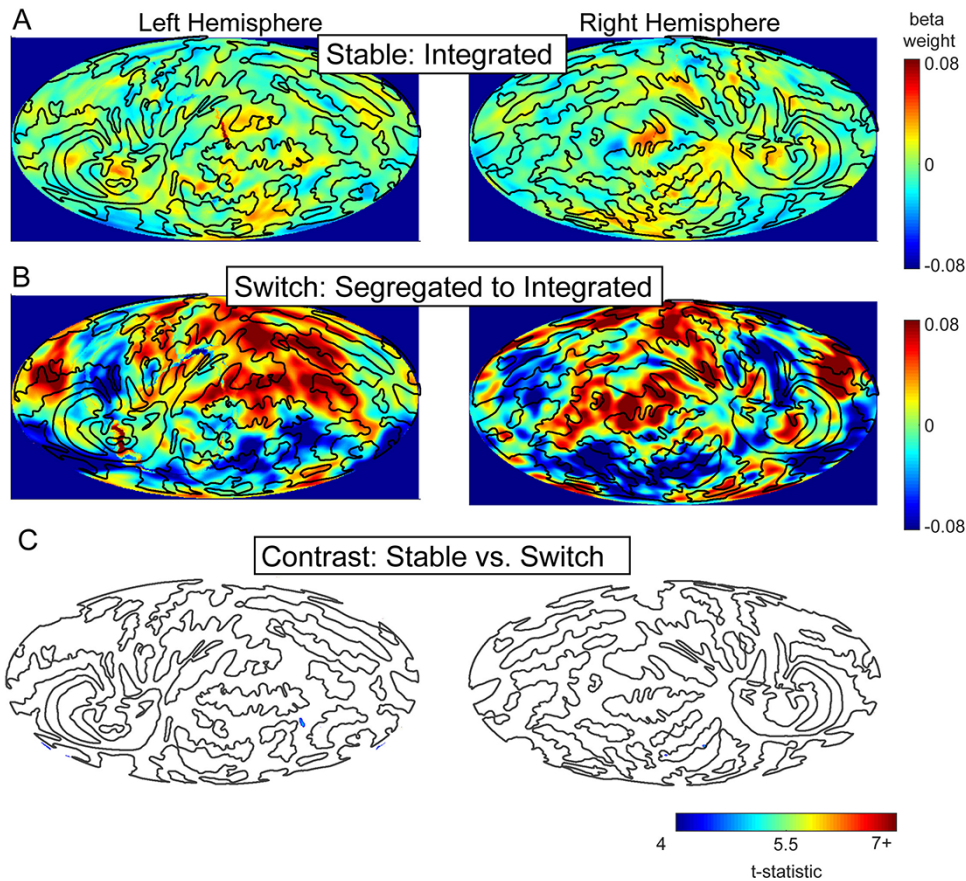 A
Left Hemisphere
Right Hemisphere
beta
weight
Stable: Integrated
0.08
0
-0.08
B
Switch: Segregated to Integrated
0.08
0
-0.08
C
Contrast: Stable vs. Switch
4
5.5
7+
t-statistic